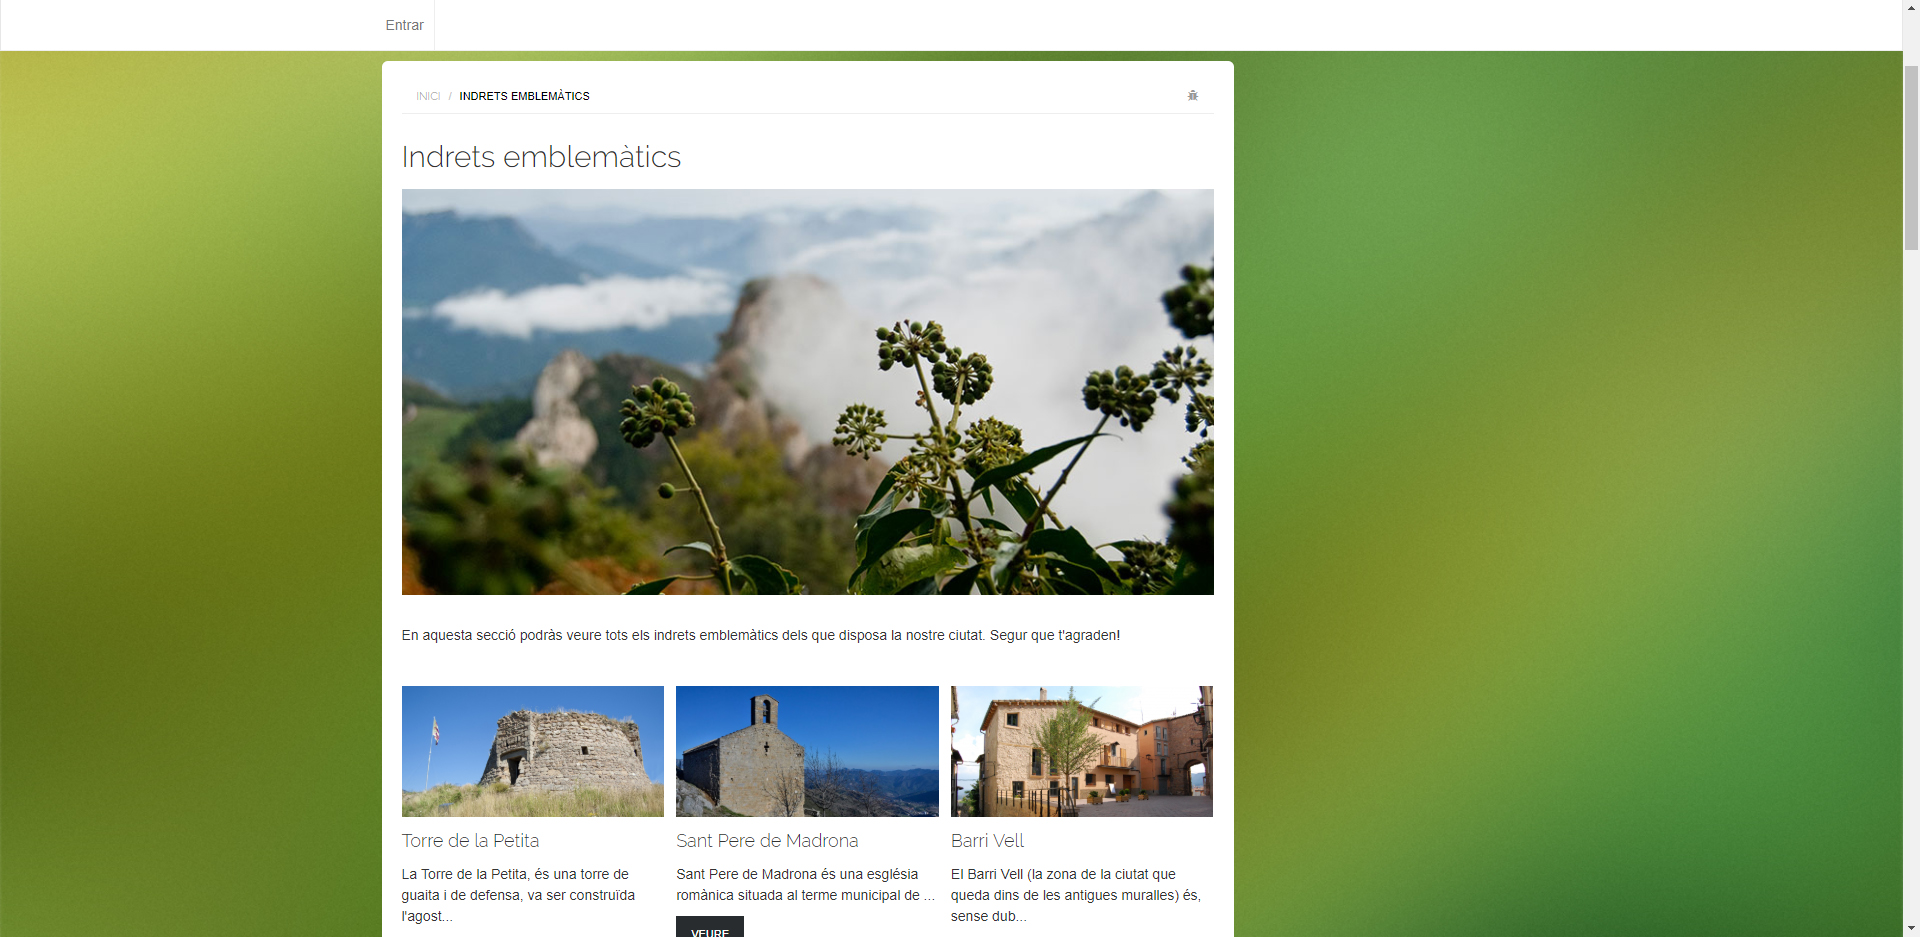 Entrar
INICI / INDRETS EMBLEMÀTICS
Indrets emblemàtics
En aquesta secció podràs veure tots els indrets emblemàtics dels que disposa la nostre ciutat. Segur que t'agraden!
Torre de la Petita
La Torre de la Petita, és una torre de
guaita i de defensa, va ser construïda
l'agost...
Sant Pere de Madrona
Sant Pere de Madrona és una església
romànica situada al terme municipal de ...
VEURE
Barri Vell
El Barri Vell (la zona de la ciutat que
queda dins de les antigues muralles) és,
sense dub...